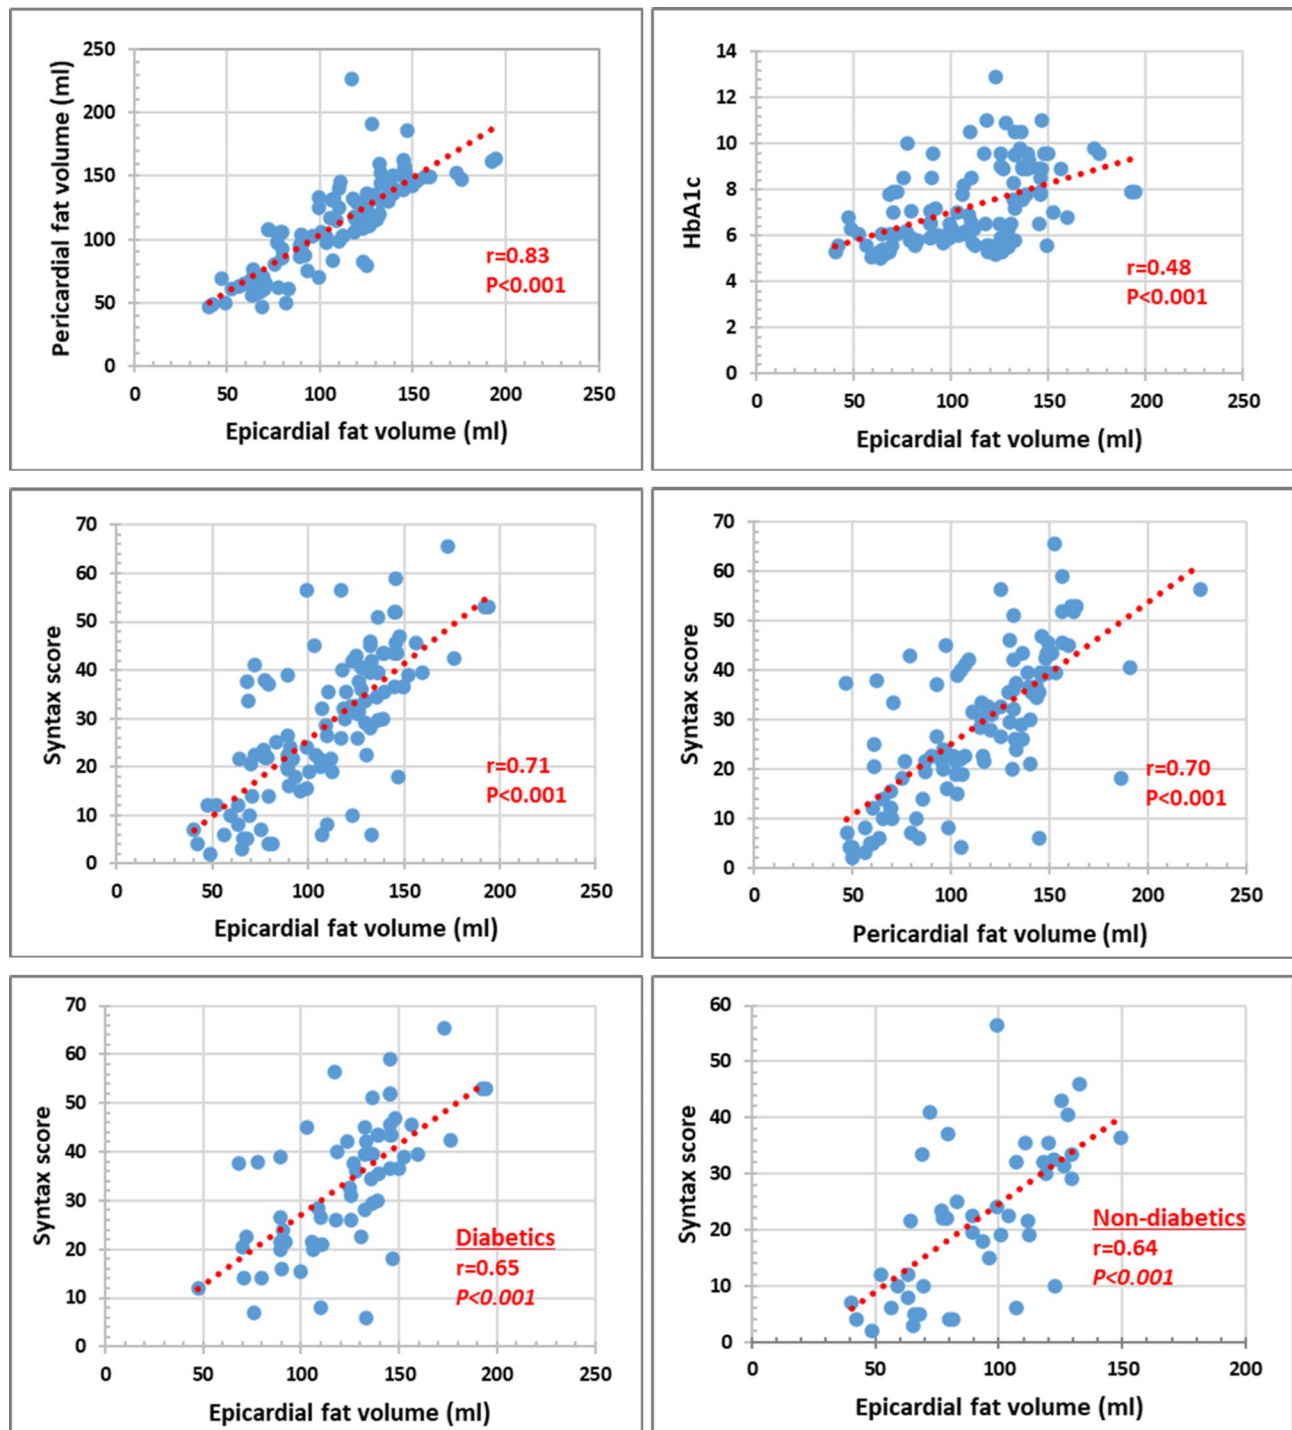 250
200
150
100
50
0
Pericardial fat volume (ml)
r=0.83
P<0.001
0 50 100 150 200 250
Epicardial fat volume (ml)
14
12
10
8
6
4
2
0
HbA1c
r=0.48
P<0.001
0 50 100 150 200 250
Epicardial fat volume (ml)
70
60
50
40
30
20
10
0
Syntax score
r=0.71
P<0.001
0 50 100 150 200 250
Epicardial fat volume (ml)
70
60
50
40
30
20
10
0
Syntax score
r=0.70
P<0.001
0 50 100 150 200 250
Pericardial fat volume (ml)
70
60
50
40
30
20
10
0
Syntax score
Diabetics
r=0.65
P<0.001
0 50 100 150 200 250
Epicardial fat volume (ml)
60
50
40
30
20
10
0
Syntax score
Non-diabetics
r=0.64
P<0.001
0 50 100 150 200
Epicardial fat volume (ml)